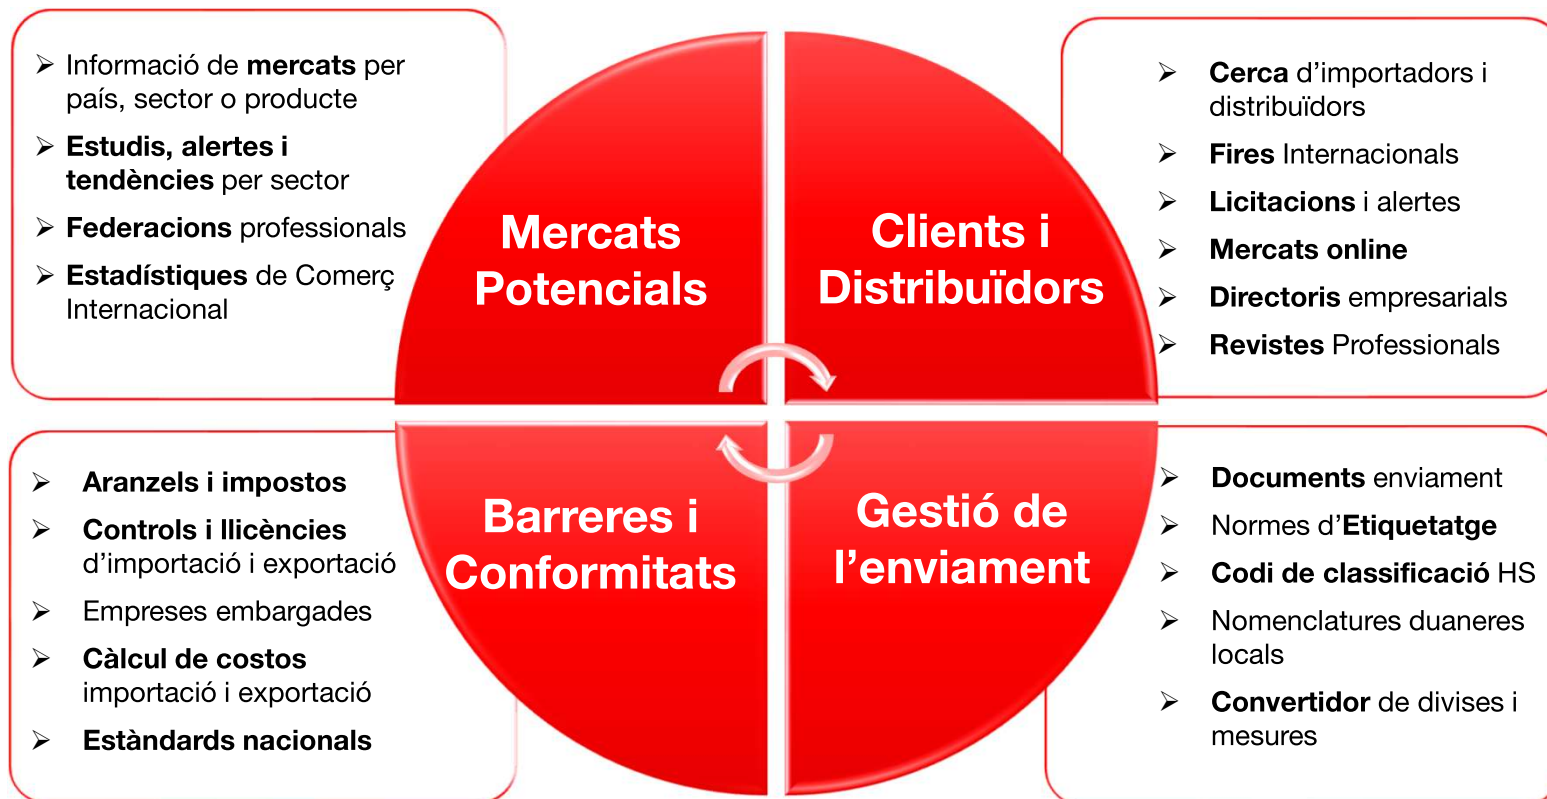 Informació de mercats per
país, sector o producte
Estudis, alertes i
tendències per sector
Federacions professionals
Estadístiques de Comerç
Internacional
Mercats
Potencials
Clients i
Distribuïdors
Cerca d’importadors i
distribuïdors
Fires Internacionals
Licitacions i alertes
Mercats online
Directoris empresarials
Revistes Professionals
Aranzels i impostos
Controls i llicències
d’importació i exportació
Empreses embargades
Càlcul de costos
importació i exportació
Estàndards nacionals
Barreres i
Conformitats
Gestió de
l’enviament
Documents enviament
Normes d’Etiquetatge
Codi de classificació HS
Nomenclatures duaneres
locals
Convertidor de divises i
mesures